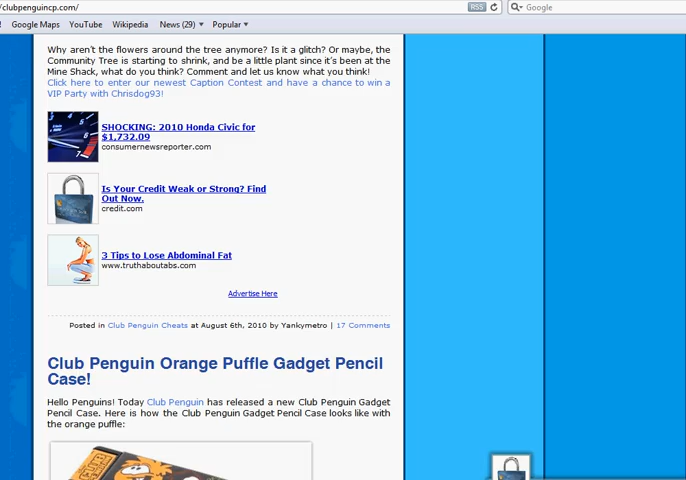 /clubpenguincp.com/
RSS
Google
Google Maps YouTube Wikipedia News (29) Popular
Why aren't the flowers around the tree anymore? Is it a glitch? Or maybe, the
Community Tree is starting to shrink, and be a little plant since it's been at the
Mine Shack, what do you think? Comment and let us know what you think!
Click here to enter our newest Caption Contest and have a chance to win a
VIP Party with Chrisdog93!
SHOCKING: 2010 Honda Civic for
$1,732.09
consumernewsreporter.com
Is Your Credit Weak or Strong? Find
Out Now.
credit.com
3 Tips to Lose Abdominal Fat
www.truthaboutabs.com
Advertise Here
Posted in Club Penguin Cheats at August 6th, 2010 by Yankymetro | 17 Comments
Club Penguin Orange Puffle Gadget Pencil
Case!
Hello Penguins! Today Club Penguin has released a new Club Penguin Gadget
Pencil Case. Here is how the Club Penguin Gadget Pencil Case looks like with
the orange puffle:
CLUB